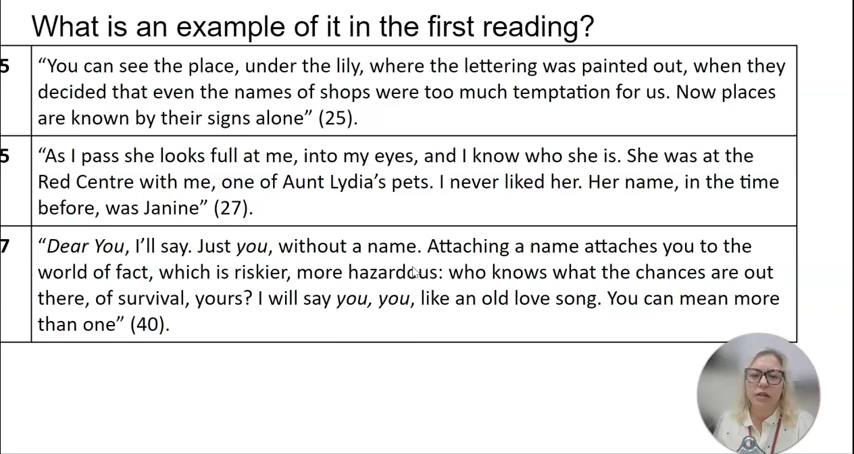 What is an example of it in the first reading?
5
“You can see the place, under the lily, where the lettering was painted out, when they
decided that even the names of shops were too much temptation for us. Now places
are known by their signs alone” (25).
5
“As I pass she looks full at me, into my eyes, and I know who she is. She was at the
Red Centre with me, one of Aunt Lydia’s pets. I never liked her. Her name, in the time
before, was Janine” (27).
7
“Dear You, I’ll say. Just you, without a name. Attaching a name attaches you to the
world of fact, which is riskier, more hazardous: who knows what the chances are out
there, of survival, yours? I will say you, you, like an old love song. You can mean more
than one” (40).